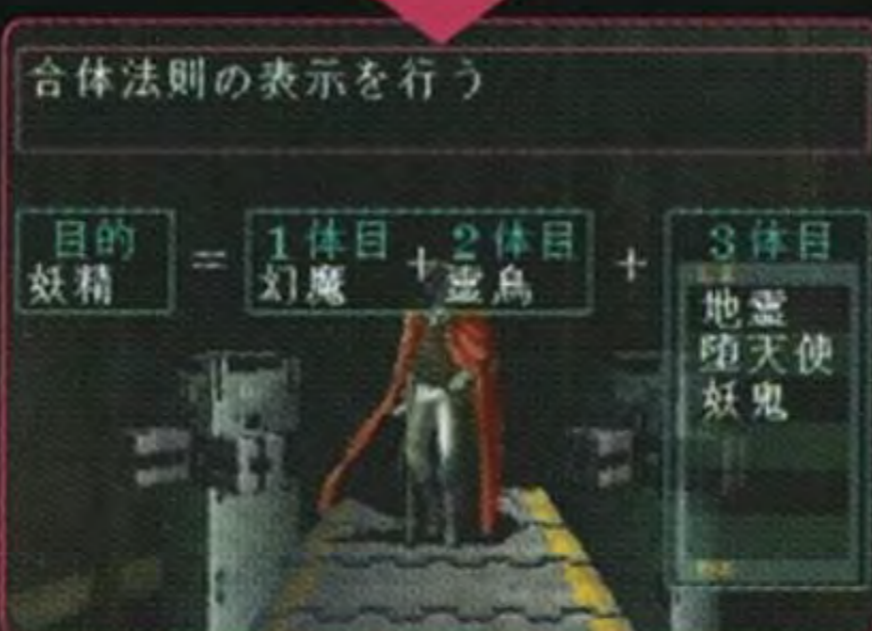 合体法則の表示を行う
目的 = 1体目 + 2体目 + 3体目
妖精 幻魔 霊鳥
地霊
堕天使
妖鬼